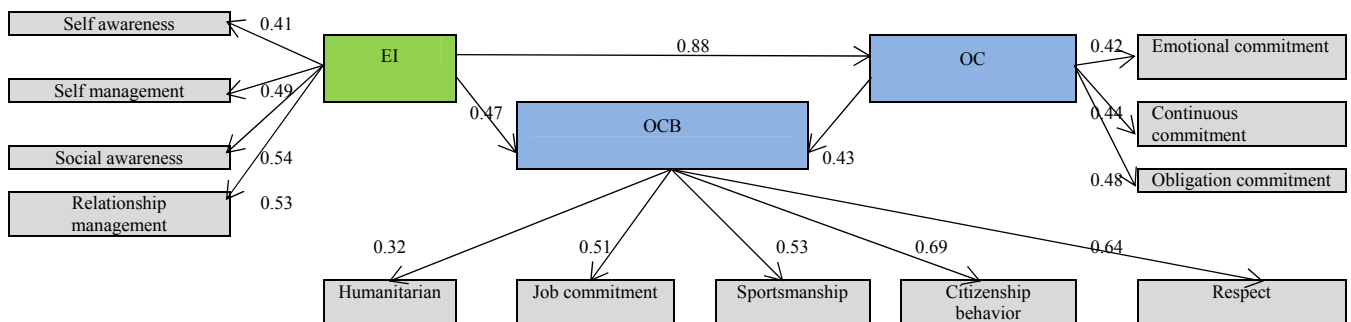 Self awareness
0.41
EI
0.88
OC
0.42
Emotional commitment
Self management
0.49
0.47
OCB
0.44
Continuous
commitment
Social awareness
0.54
0.43
0.48
Obligation commitment
Relationship
management
0.53
0.32
0.51
0.53
0.69
0.64
Humanitarian
Job commitment
Sportsmanship
Citizenship
behavior
Respect